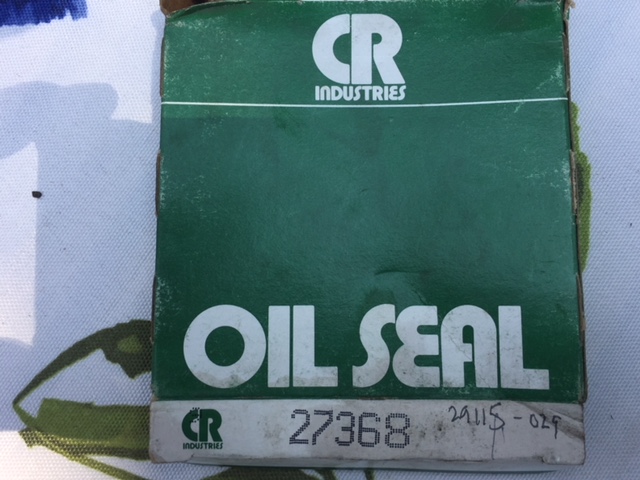 CR
INDUSTRIES
OIL SEAL
CR
INDUSTRIES
27368